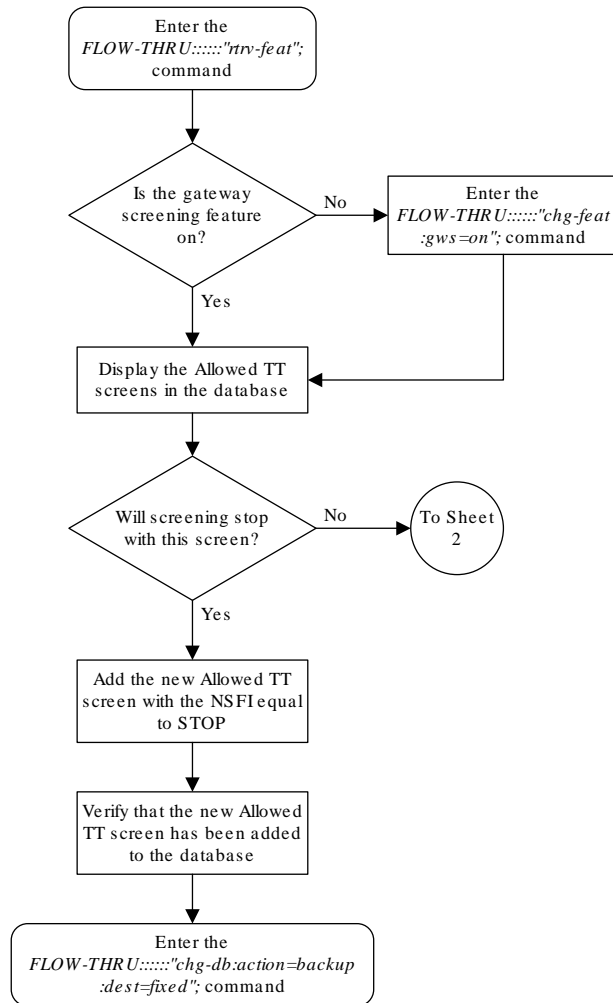 Enter the
FLOW-THRU::::::"rtrv-feat";
command
Is the gateway
screening feature
on?
No
Enter the
FLOW-THRU::::::"chg-feat
:gws=on"; command
Yes
Display the Allowed TT
screens in the database
Will screening stop
with this screen?
No
To Sheet
2
Yes
Add the new Allowed TT
screen with the NSFI equal
to STOP
Verify that the new Allowed
TT screen has been added
to the database
Enter the
FLOW-THRU::::::"chg-db:action=backup
:dest=fixed"; command